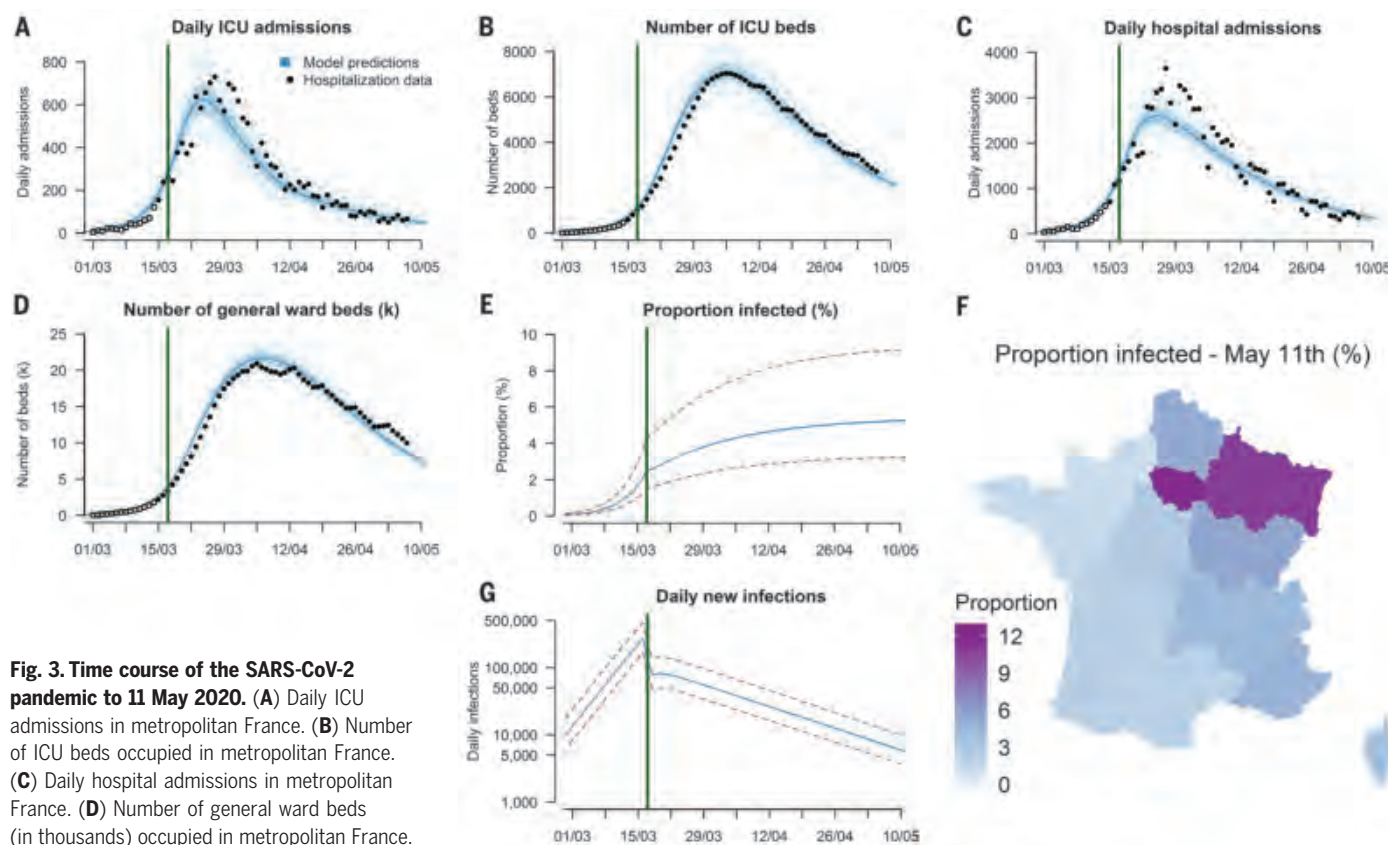 A
Daily ICU admissions
Model predictions
Hospitalization data
Daily admissions
800
600
400
200
0
01/03 15/03 29/03 12/04 26/04 10/05
B
Number of ICU beds
Number of beds
8000
6000
4000
2000
0
01/03 15/03 29/03 12/04 26/04 10/05
C
Daily hospital admissions
Daily admissions
4000
3000
2000
1000
0
01/03 15/03 29/03 12/04 26/04 10/05
D
Number of general ward beds (k)
Number of beds (k)
25
20
15
10
5
0
01/03 15/03 29/03 12/04 26/04 10/05
E
Proportion infected (%)
Proportion (%)
10
8
6
4
2
0
01/03 15/03 29/03 12/04 26/04 10/05
F
Proportion infected - May 11th (%)
Proportion
12
9
6
3
0
G
Daily new infections
Daily infections
500,000
100,000
50,000
10,000
5,000
1,000
01/03 15/03 29/03 12/04 26/04 10/05
Fig. 3. Time course of the SARS-CoV-2
pandemic to 11 May 2020. (A) Daily ICU
admissions in metropolitan France. (B) Number
of ICU beds occupied in metropolitan France.
(C) Daily hospital admissions in metropolitan
France. (D) Number of general ward beds
(in thousands) occupied in metropolitan France.